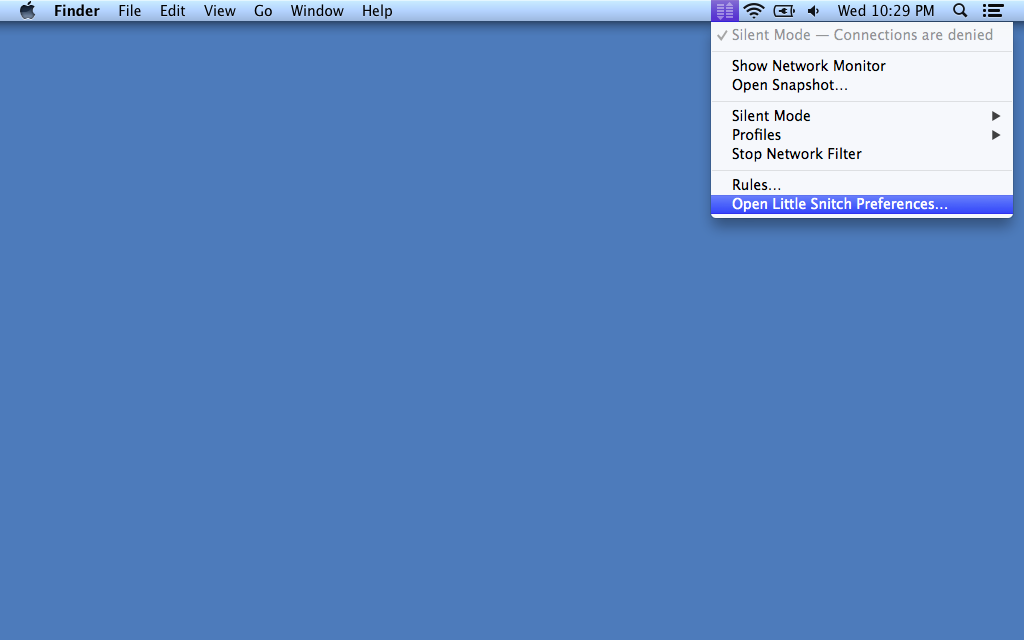 Finder File Edit View Go Window Help Wed 10:29 PM
Silent Mode — Connections are denied
Show Network Monitor
Open Snapshot...
Silent Mode
Profiles
Stop Network Filter
Rules...
Open Little Snitch Preferences...